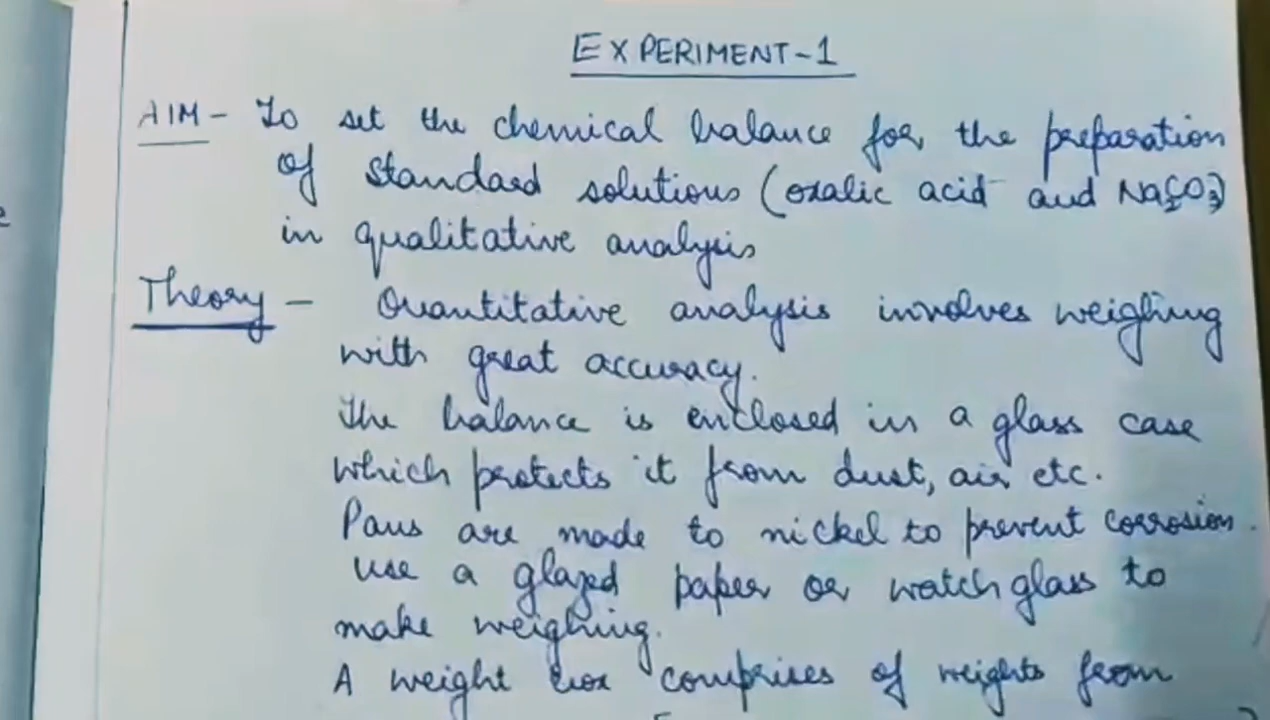 EXPERIMENT-1
AIM - To set the chemical balance for the preparation
of standard solutions (oxalic acid and Na2CO3)
in qualitative analysis
Theory - Quantitative analysis involves weighing
with great accuracy.
The balance is enclosed in a glass case
which protects it from dust, air etc.
Pans are made to nickel to prevent corrosion.
use a glazed paper or watch glass to
make weighing.
A weight box comprises of weights from